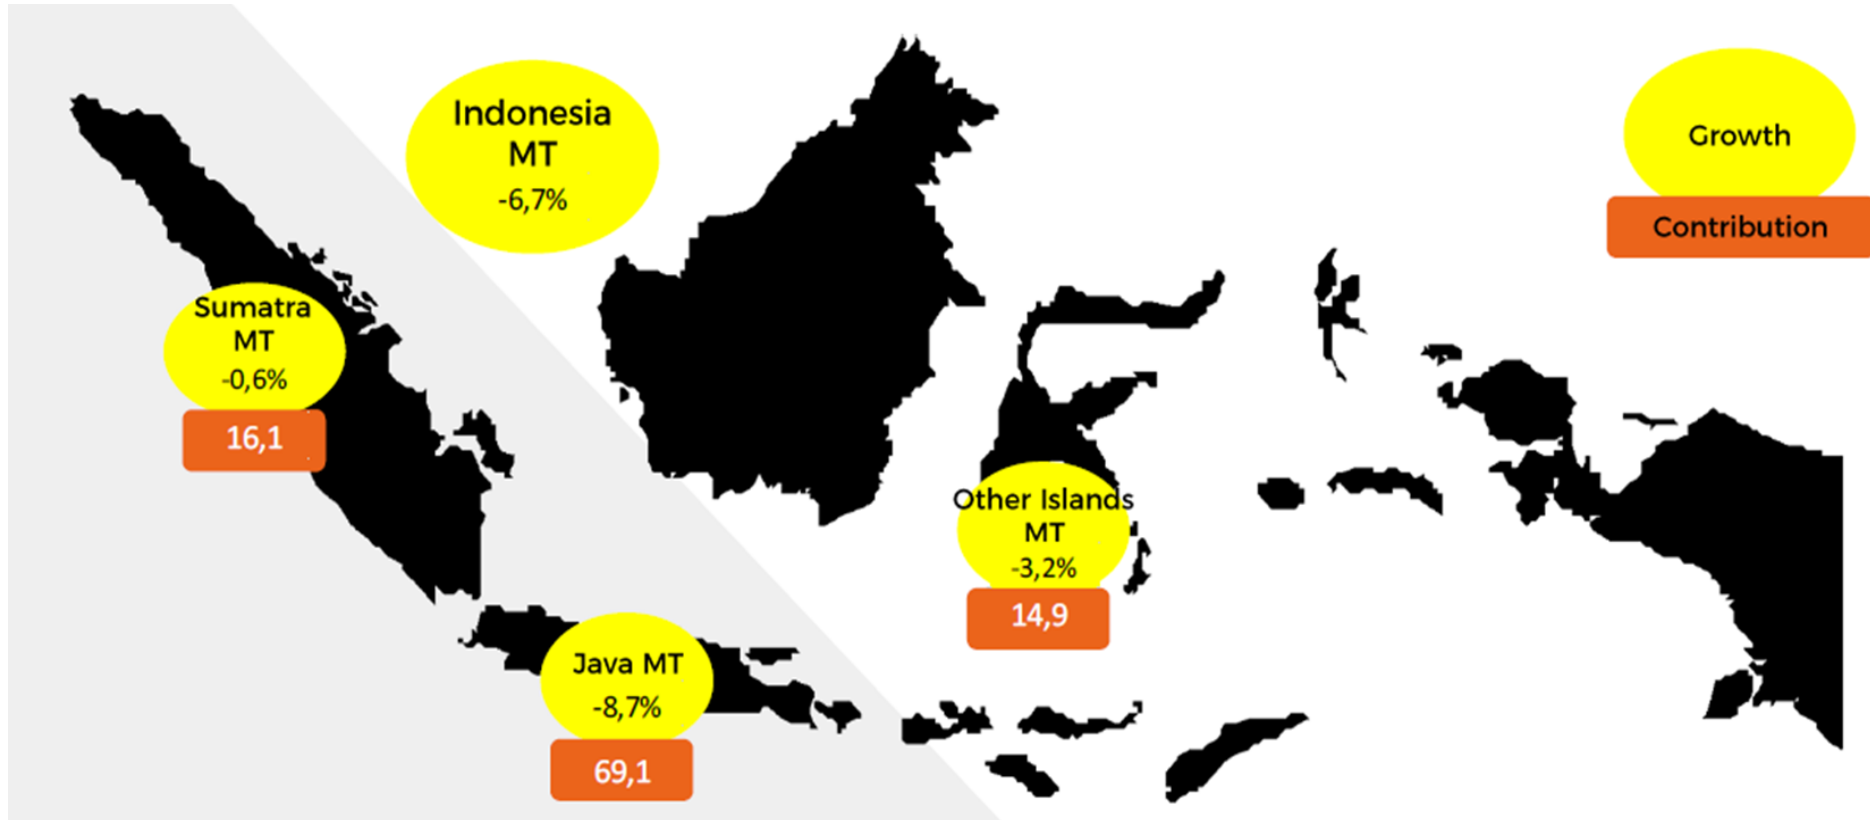 Indonesia
MT
-6,7%
Growth
Contribution
Sumatra
MT
-0,6%
16,1
Other Islands
MT
-3,2%
14,9
Java MT
-8,7%
69,1